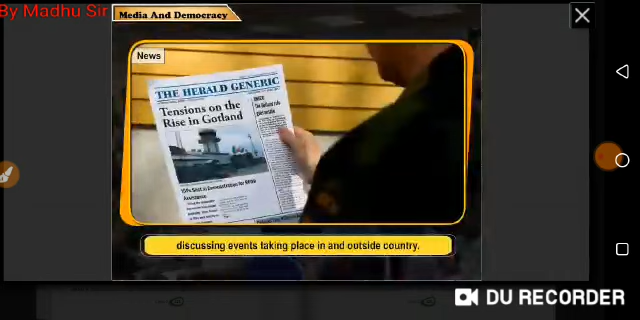 By Madhu Sir
Media And Democracy
News
THE HERALD GENERIC
Tensions on the
Rise in Gotland
discussing events taking place in and outside country.
DU RECORDER